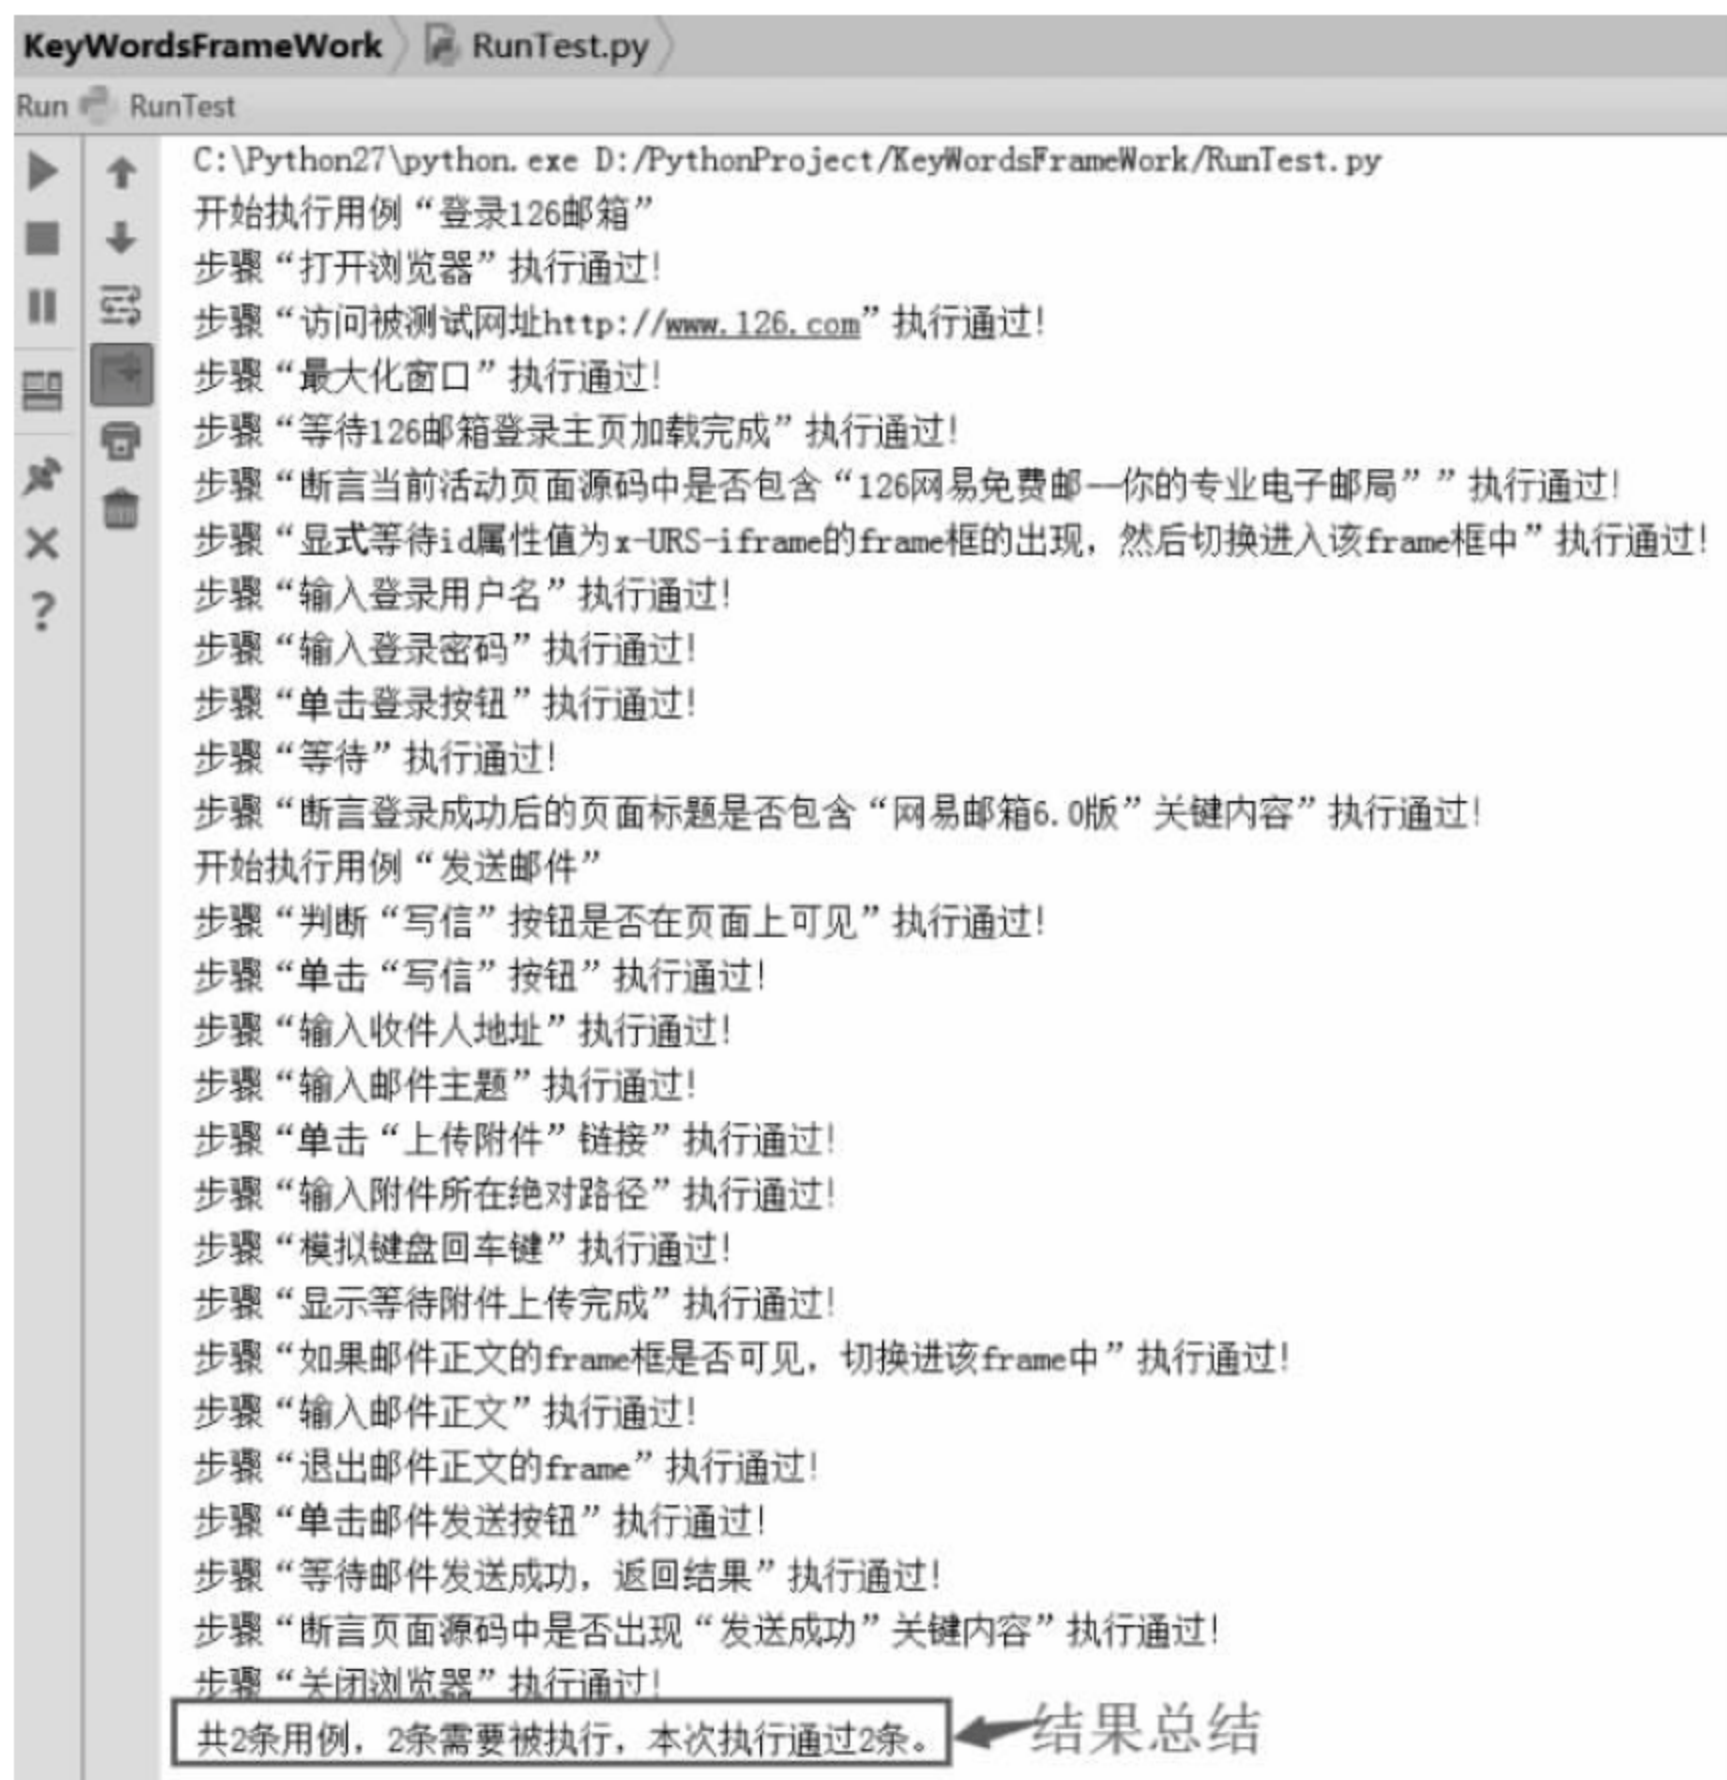 KeyWordsFrameWork RunTest.py
Run RunTest
C:\Python27\python.exe D:/PythonProject/KeyWordsFrameWork/RunTest.py
开始执行用例“登录126邮箱”
步骤“打开浏览器”执行通过!
步骤“访问被测试网址http://www.126.com”执行通过!
步骤“最大化窗口”执行通过!
步骤“等待126邮箱登录主页加载完成”执行通过!
步骤“断言当前活动页面源码中是否包含“126网易免费邮—你的专业电子邮局””执行通过!
步骤“显式等待id属性值为x-URS-iframe的frame框的出现，然后切换进入该frame框中”执行通过!
步骤“输入登录用户名”执行通过!
步骤“输入登录密码”执行通过!
步骤“单击登录按钮”执行通过!
步骤“等待”执行通过!
步骤“断言登录成功后的页面标题是否包含“网易邮箱6.0版”关键内容”执行通过!
开始执行用例“发送邮件”
步骤“判断“写信”按钮是否在页面上可见”执行通过!
步骤“单击“写信”按钮”执行通过!
步骤“输入收件人地址”执行通过!
步骤“输入邮件主题”执行通过!
步骤“单击“上传附件”链接”执行通过!
步骤“输入附件所在绝对路径”执行通过!
步骤“模拟键盘回车键”执行通过!
步骤“显示等待附件上传完成”执行通过!
步骤“如果邮件正文的frame框是否可见，切换进该frame中”执行通过!
步骤“输入邮件正文”执行通过!
步骤“退出邮件正文的frame”执行通过!
步骤“单击邮件发送按钮”执行通过!
步骤“等待邮件发送成功，返回结果”执行通过!
步骤“断言页面源码中是否出现“发送成功”关键内容”执行通过!
步骤“关闭浏览器”执行通过!
共2条用例，2条需要被执行，本次执行通过2条。 结果总结